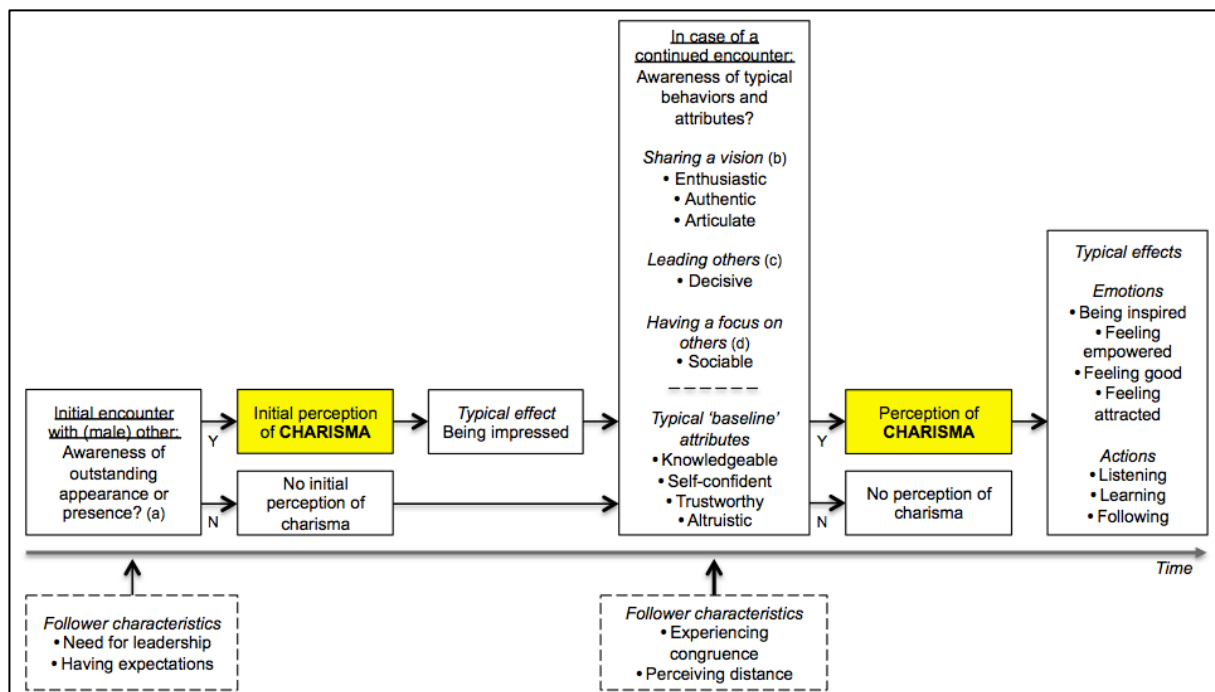 Initial encounter
with (male) other:
Awareness of
outstanding
appearance or
presence? (a)
Y
N
Initial perception
of CHARISMA
No initial
perception of
charisma
Typical effect
Being impressed
In case of a
continued encounter:
Awareness of typical
behaviors and
attributes?
Sharing a vision (b)
• Enthusiastic
• Authentic
• Articulate
Leading others (c)
• Decisive
Having a focus on
others (d)
• Sociable
Typical ‘baseline’
attributes
• Knowledgeable
• Self-confident
• Trustworthy
• Altruistic
Y
N
Perception of
CHARISMA
No perception of
charisma
Typical effects
Emotions
• Being inspired
• Feeling
empowered
• Feeling good
• Feeling
attracted
Actions
• Listening
• Learning
• Following
Time
Follower characteristics
• Need for leadership
• Having expectations
Follower characteristics
• Experiencing
congruence
• Perceiving distance